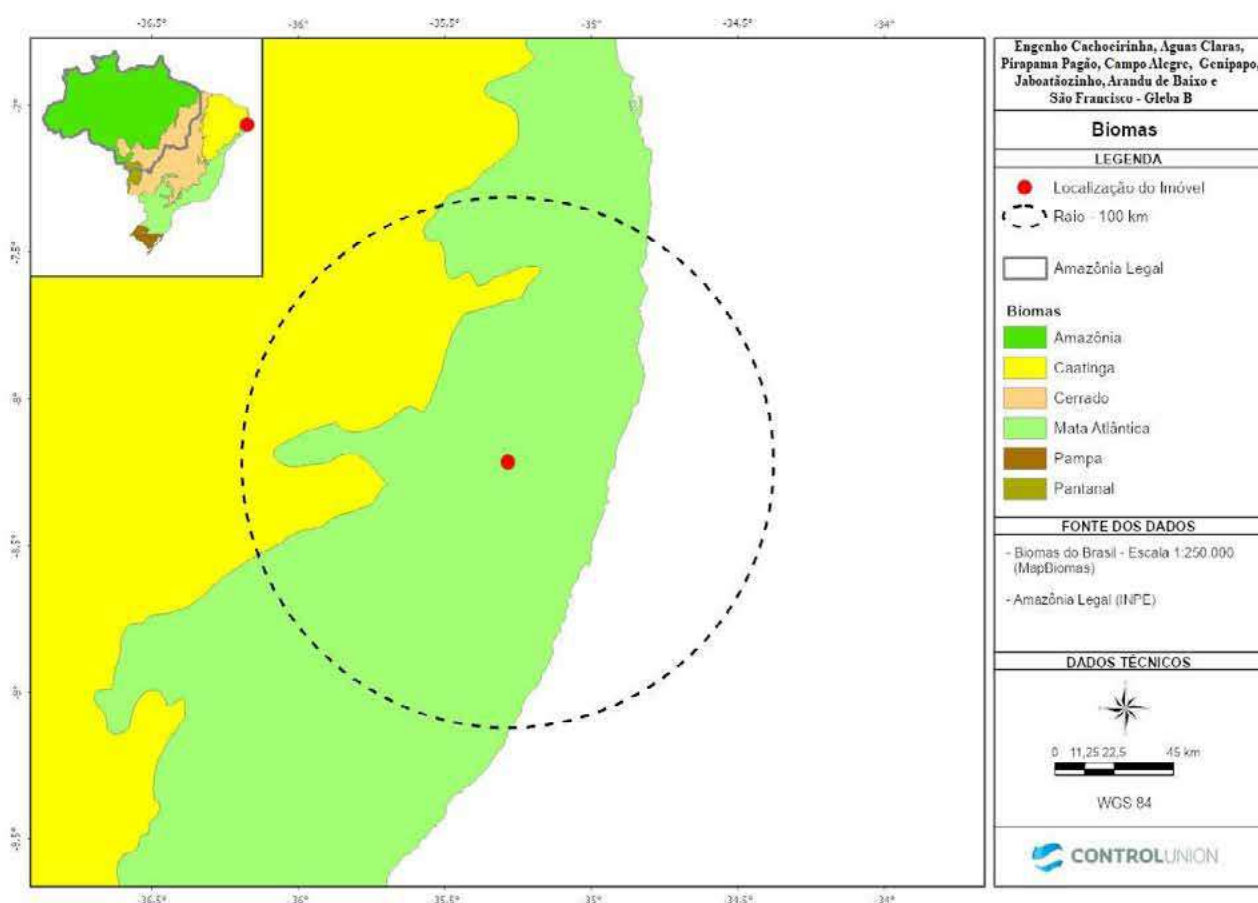 -36.5°
-36°
-35.5°
-35°
-34.5°
-34°
-7°
-7.5°
-8°
-8.5°
-9°
-9.5°
-36.5°
-36°
-35.5°
-35°
-34.5°
-34°
Engenho Cachoeirinha, Aguas Claras,
Pirapama Pagão, Campo Alegre, Genipapo,
Jaboatãozinho, Arandu de Baixo e
São Francisco - Gleba B
Biomas
LEGENDA
Localização do Imóvel
Raio - 100 km
Amazônia Legal
Biomas
Amazônia
Caatinga
Cerrado
Mata Atlântica
Pampa
Pantanal
FONTE DOS DADOS
- Biomas do Brasil - Escala 1:250.000
(MapBiomas)
- Amazônia Legal (INPE)
DADOS TÉCNICOS
0 11,25 22,5 45 km
WGS 84
CONTROLUNION